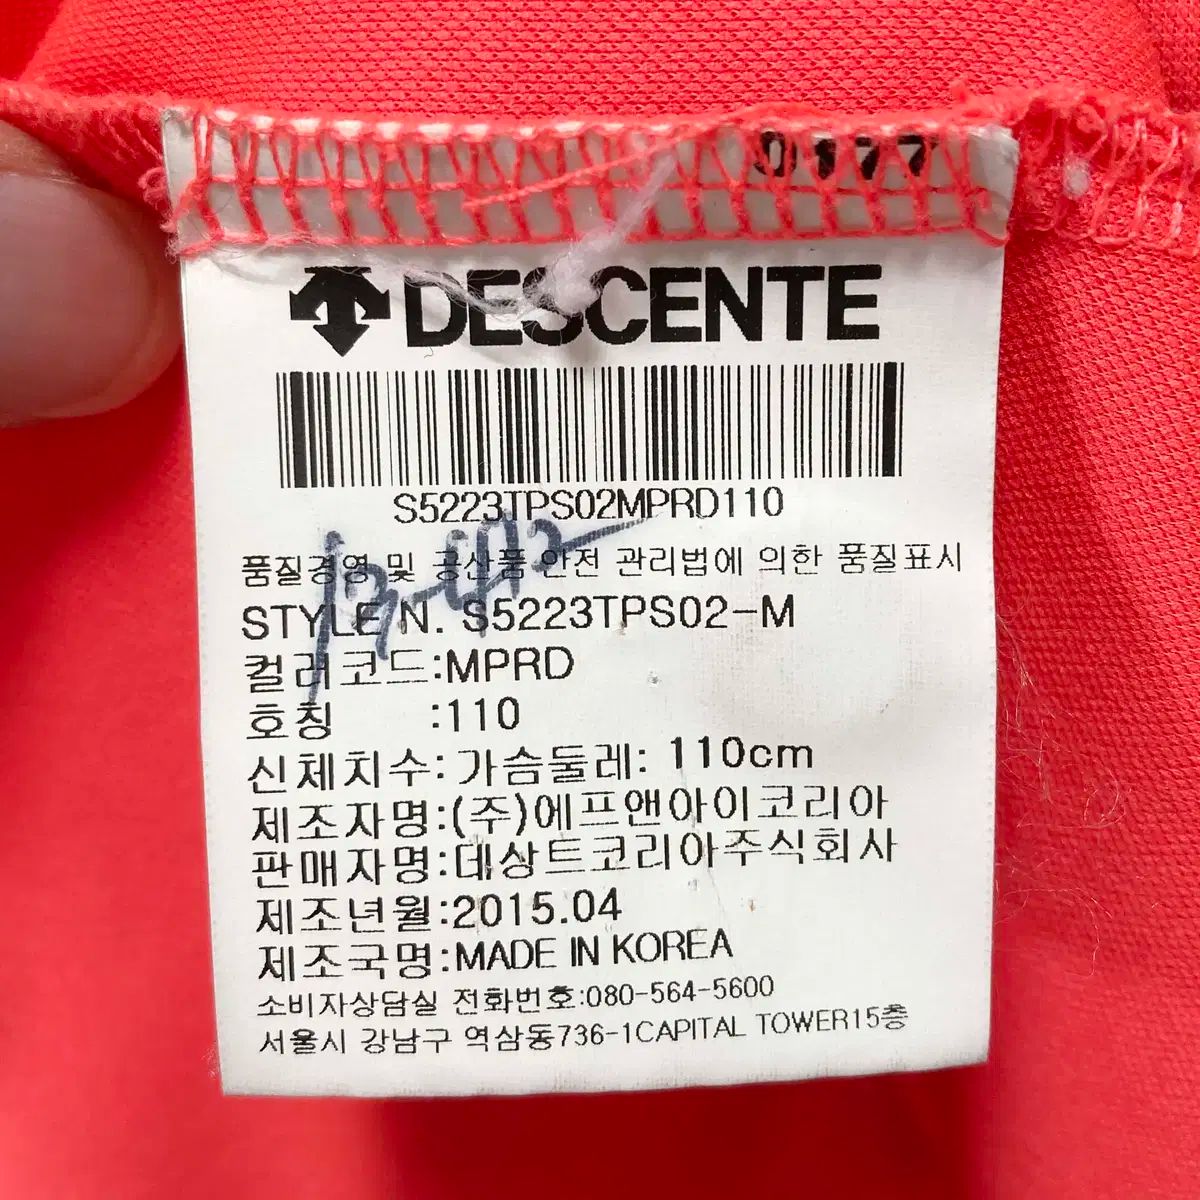 0177
DESCENTE
S5223TPS02MPRD110
품질경영 및 공산품 안전 관리법에 의한 품질표시
STYLE N. S5223TPS02-M
컬러코드:MPRD
호칭 :110
신체치수: 가슴둘레: 110cm
제조자명:(주)에프앤아이코리아
판매자명:데상트코리아주식회사
제조년월:2015.04
제조국명:MADE IN KOREA
소비자상담실 전화번호:080-564-5600
서울시 강남구 역삼동736-1CAPITAL TOWER15층